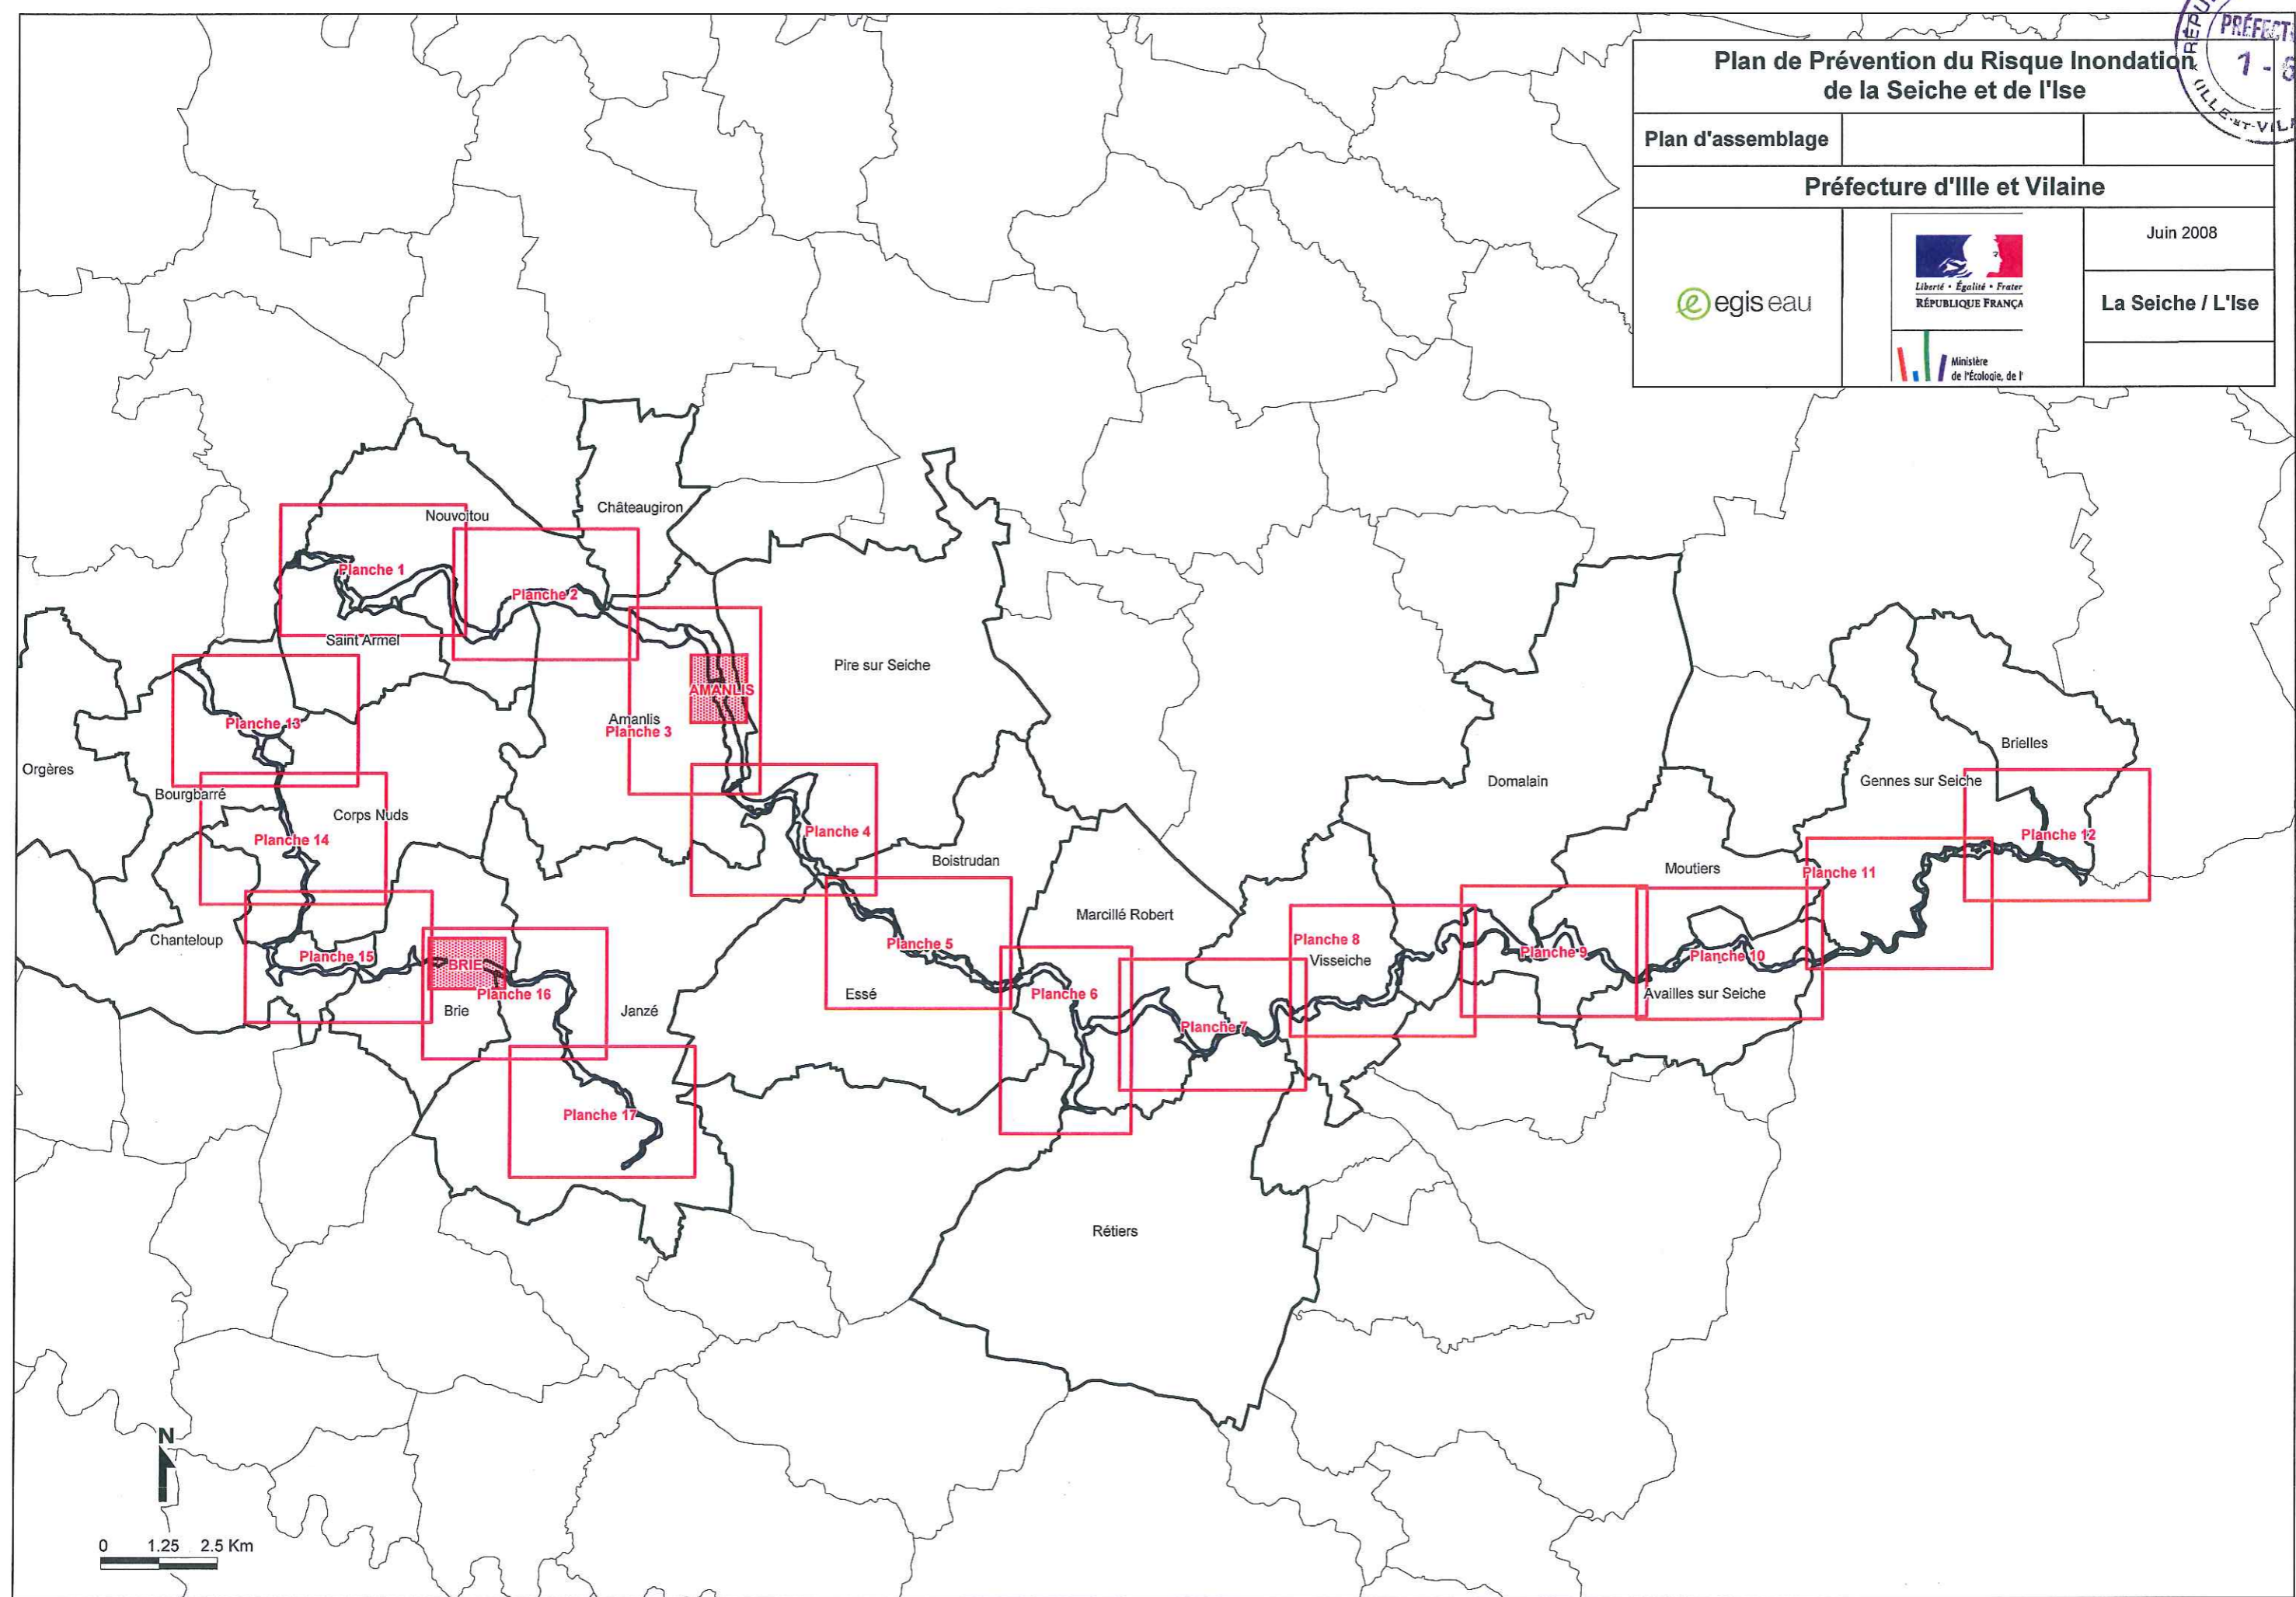 Plan de Prévention du Risque Inondation
de la Seiche et de l'Ise
Plan d'assemblage
Préfecture d'Ille et Vilaine
egis eau
Liberté • Égalité • Frater
RÉPUBLIQUE FRANÇA
Ministère
de l'Écologie, de l'
Juin 2008
La Seiche / L'Ise
PRÉFECT
1 - 8
ILLE-ET-VIL
Châteaugiron
Nouvoitou
Planche 1
Planche 2
Saint Armel
Pire sur Seiche
AMANLIS
Amanlis
Planche 3
Planche 13
Orgères
Bourgbarré
Corps Nuds
Planche 14
Planche 4
Boistrudan
Domalain
Brielles
Gennes sur Seiche
Planche 12
Moutiers
Planche 11
Marcillé Robert
Chanteloup
Planche 15
BRIE
Planche 16
Brie
Janzé
Planche 5
Essé
Planche 6
Planche 7
Planche 8
Visseiche
Planche 9
Planche 10
Availles sur Seiche
Planche 17
Rétiers
N
0 1.25 2.5 Km